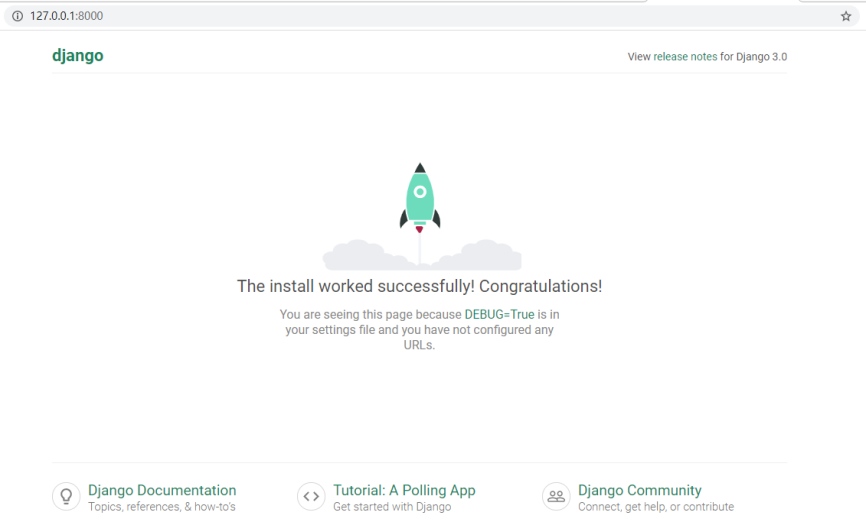 127.0.0.1:8000
django
View release notes for Django 3.0
The install worked successfully! Congratulations!
You are seeing this page because DEBUG=True is in
your settings file and you have not configured any
URLs.
Django Documentation
Topics, references, & how-to's
Tutorial: A Polling App
Get started with Django
Django Community
Connect, get help, or contribute